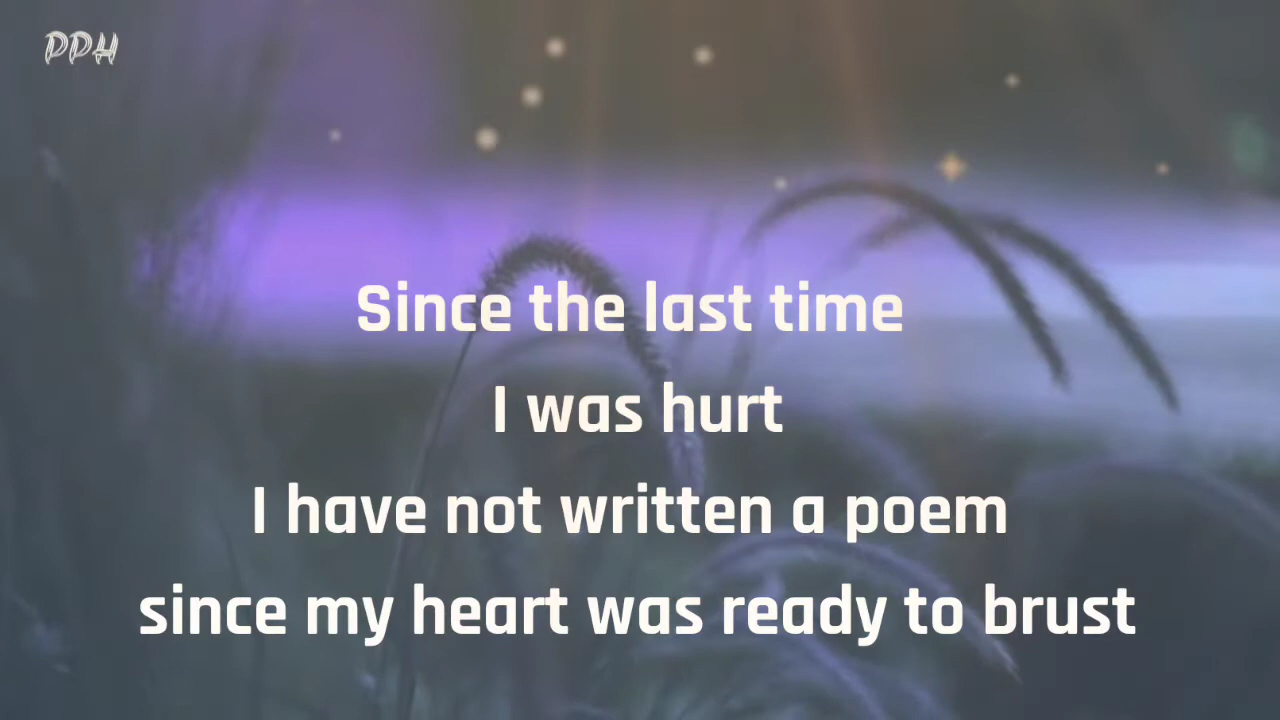 PPH
Since the last time
I was hurt
I have not written a poem
since my heart was ready to brust